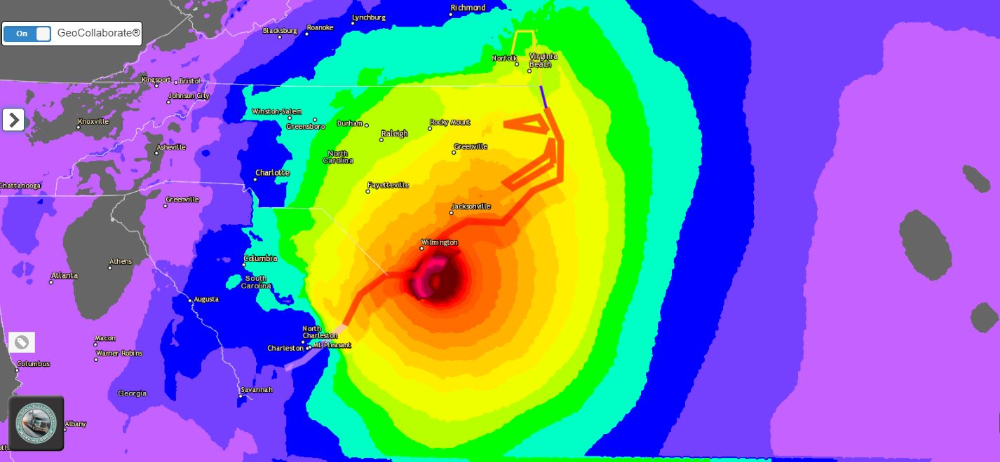 Richmond
Lynchburg
Blacksburg
Roanoke
On
GeoCollaborate®
Norfolk
Virginia
Beach
Kingsport
Bristol
Johnson City
Winston-Salem
Greensboro
Durham
Rocky Mount
Knoxville
Raleigh
Asheville
Greenville
North
Carolina
Charlotte
Chattanooga
Fayetteville
Greenville
Jacksonville
Wilmington
Athens
Columbia
Atlanta
South
Carolina
Augusta
North
Charleston
Macon
Charleston
Mt Pleasant
Warner Robins
Columbus
Savannah
Georgia
Albany
oth